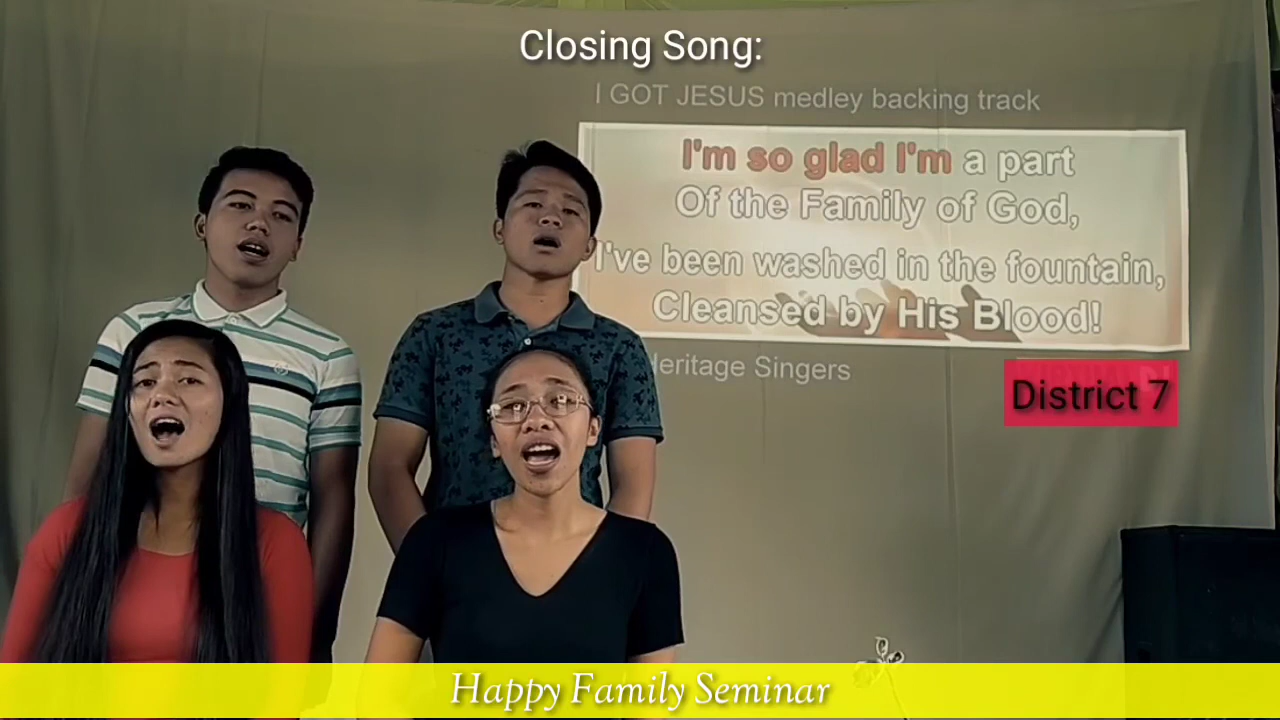 Closing Song:
I GOT JESUS medley backing track
I'm so glad I'm a part
Of the Family of God,
I've been washed in the fountain,
Cleansed by His Blood!
Heritage Singers
District 7
Happy Family Seminar